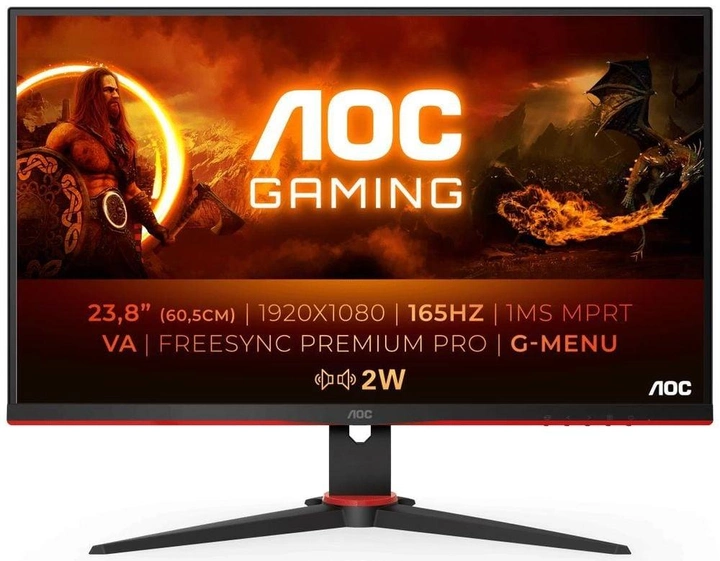 AOC
GAMING
23,8” (60,5CM) | 1920X1080 | 165HZ | 1MS MPRT
VA | FREESYNC PREMIUM PRO | G-MENU
2W
AOC
AOC